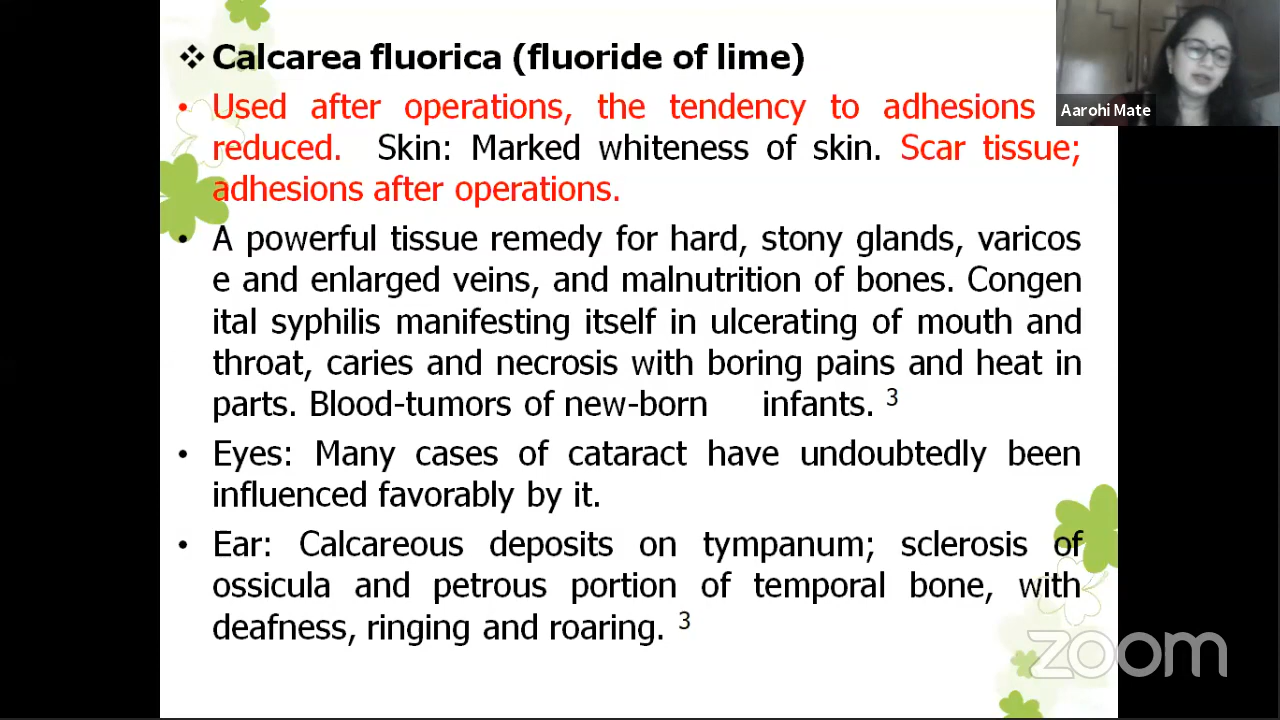 ❖ Calcarea fluorica (fluoride of lime)
• Used after operations, the tendency to adhesions
reduced. Skin: Marked whiteness of skin. Scar tissue;
adhesions after operations.
• A powerful tissue remedy for hard, stony glands, varicos
e and enlarged veins, and malnutrition of bones. Congen
ital syphilis manifesting itself in ulcerating of mouth and
throat, caries and necrosis with boring pains and heat in
parts. Blood-tumors of new-born infants. 3
• Eyes: Many cases of cataract have undoubtedly been
influenced favorably by it.
• Ear: Calcareous deposits on tympanum; sclerosis of
ossicula and petrous portion of temporal bone, with
deafness, ringing and roaring. 3
Aarohi Mate
zoom